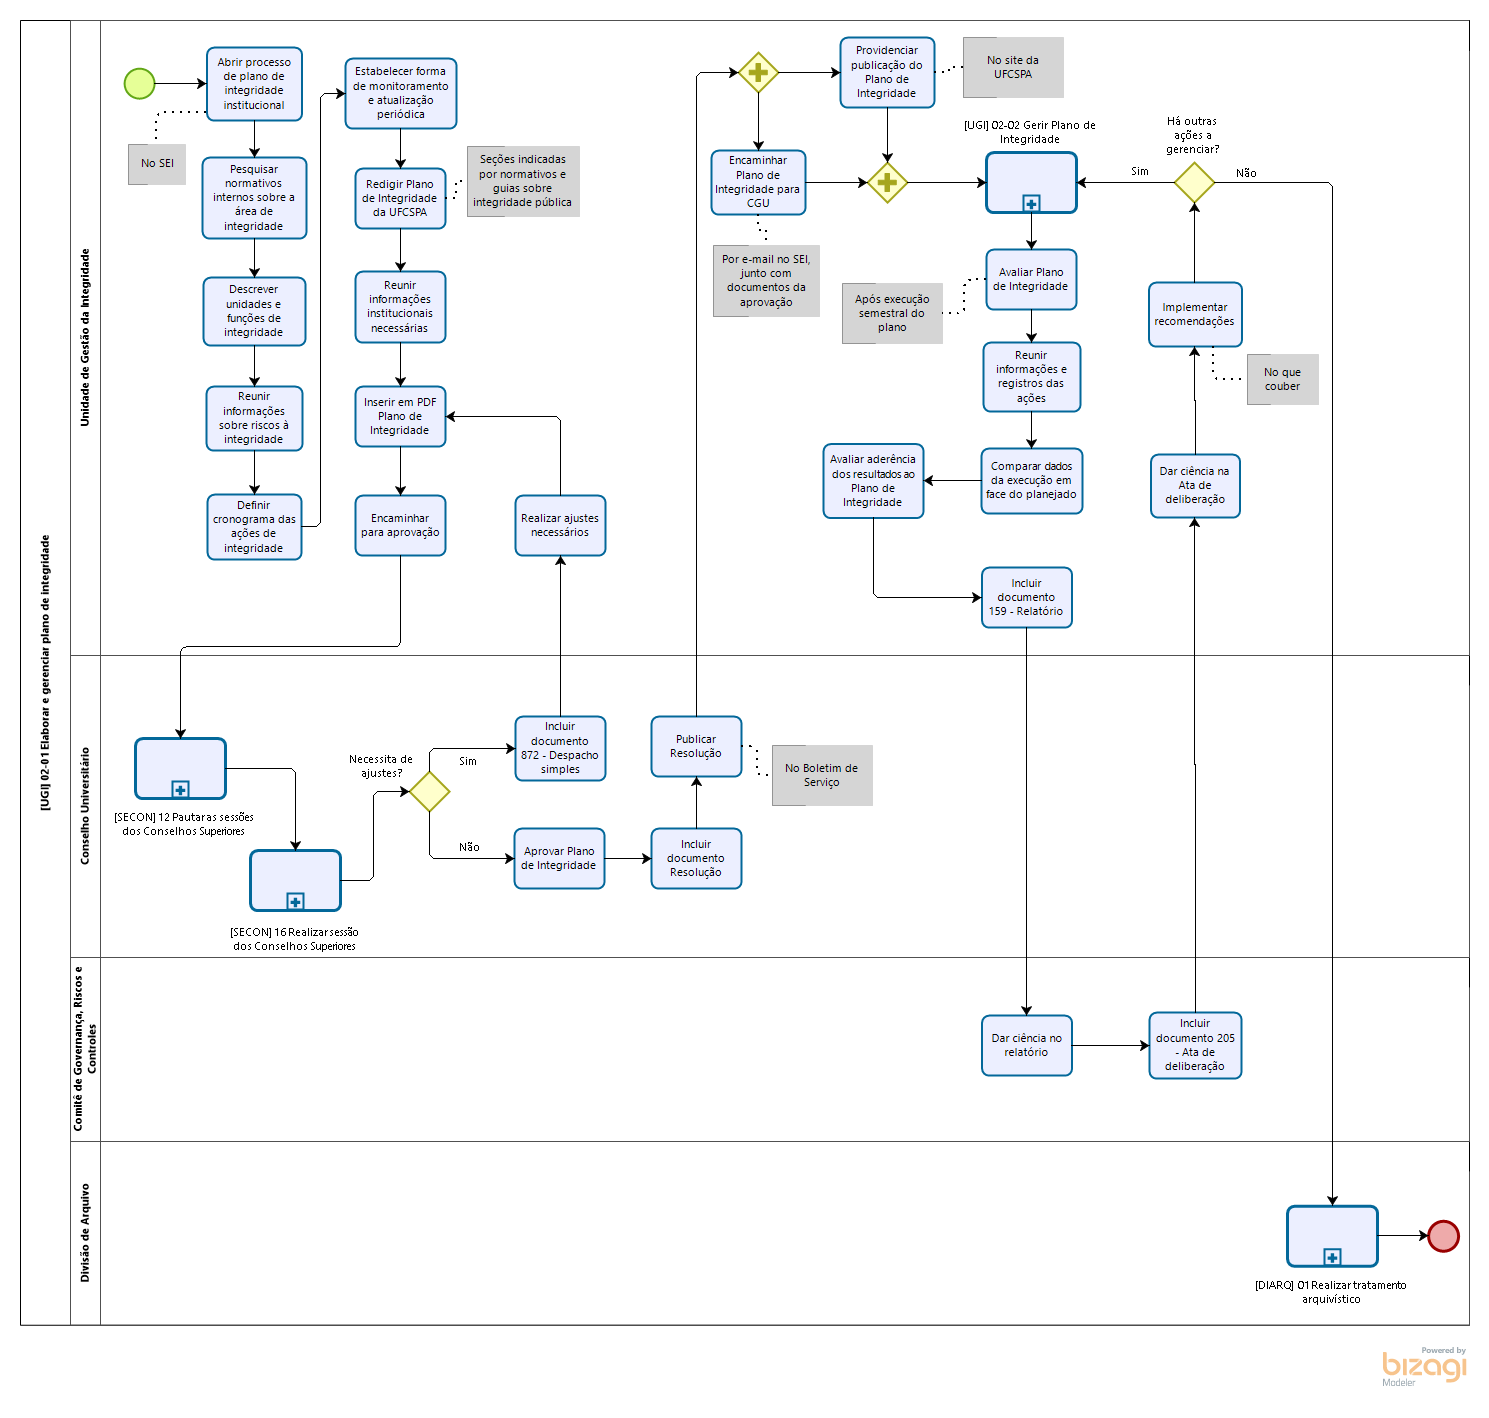 [UGI] 02-01 Elaborar e gerenciar plano de integridade
Unidade de Gestão da Integridade
Abrir processo
de plano de
integridade
institucional
No SEI
Pesquisar
normativos
internos sobre a
área de
integridade
Descrever
unidades e
funções de
integridade
Reunir
informações
sobre riscos à
integridade
Definir
cronograma das
ações de
integridade
Estabelecer forma
de monitoramento
e atualização
periódica
Redigir Plano
de Integridade
da UFCSPA
Seções indicadas
por normativos e
guias sobre
integridade pública
Reunir
informações
institucionais
necessárias
Inserir em PDF
Plano de
Integridade
Encaminhar
para aprovação
Realizar ajustes
necessários
Providenciar
publicação do
Plano de
Integridade
No site da
UFCSPA
Encaminhar
Plano de
Integridade para
CGU
Por e-mail no SEI,
junto com
documentos da
aprovação
[UGI] 02-02 Gerir Plano de
Integridade
Avaliar Plano
de Integridade
Após execução
semestral do
plano
Reunir
informações e
registros das
ações
Comparar dados
da execução em
face do planejado
Avaliar aderência
dos resultados ao
Plano de
Integridade
Incluir
documento
159 - Relatório
Há outras
ações a
gerenciar?
Sim
Não
Implementar
recomendações
No que
couber
Dar ciência na
Ata de
deliberação
Conselho Universitário
[SECON] 12 Pautar as sessões
dos Conselhos Superiores
[SECON] 16 Realizar sessão
dos Conselhos Superiores
Necessita de
ajustes?
Sim
Não
Incluir
documento
872 - Despacho
simples
Aprovar Plano
de Integridade
Publicar
Resolução
Incluir
documento
Resolução
No Boletim de
Serviço
Comitê de Governança, Riscos e
Controles
Dar ciência no
relatório
Incluir
documento 205
- Ata de
deliberação
Divisão de Arquivo
[DIARQ] 01 Realizar tratamento
arquivístico
Powered by
bizagi
Modeler